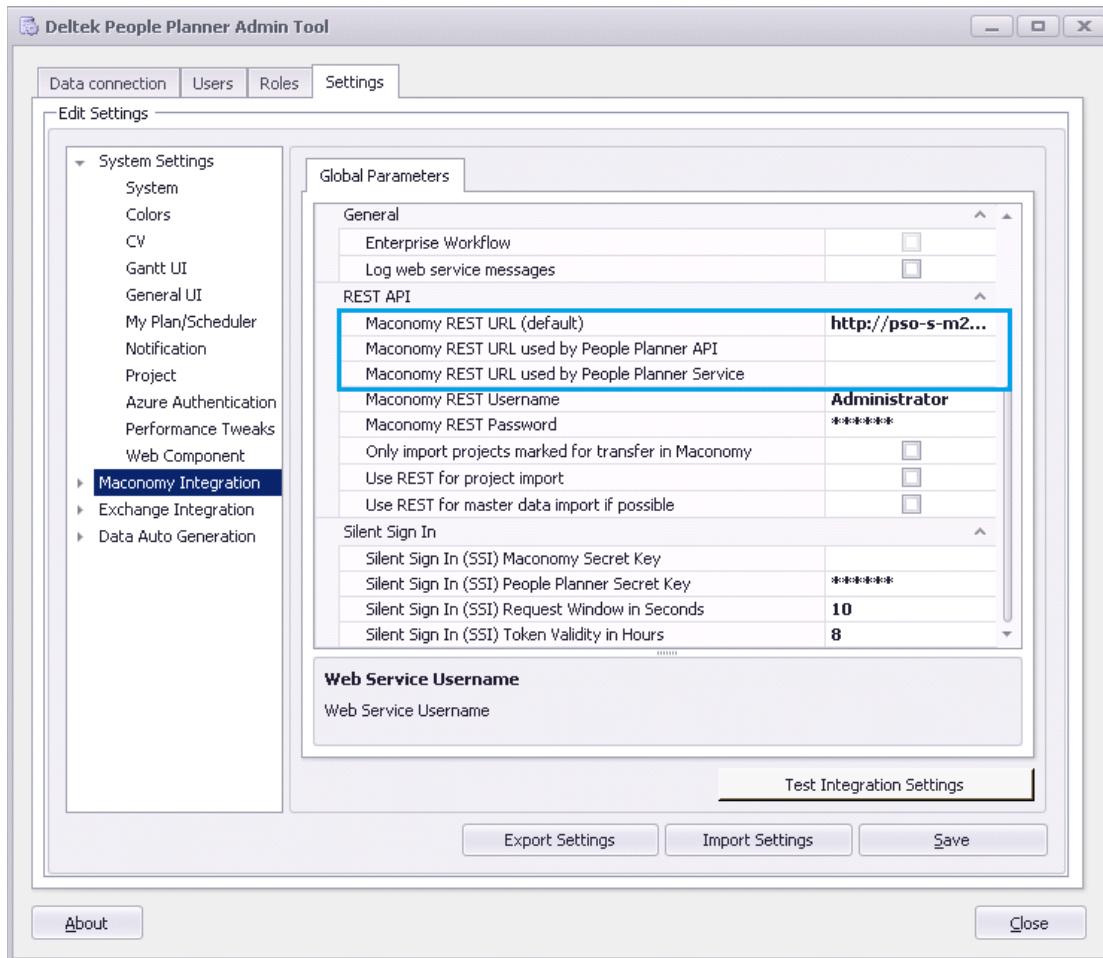 Deltek People Planner Admin Tool
Data connection Users Roles Settings
Edit Settings
System Settings
System
Colors
CV
Gantt UI
General UI
My Plan/Scheduler
Notification
Project
Azure Authentication
Performance Tweaks
Web Component
Maconomy Integration
Exchange Integration
Data Auto Generation
Global Parameters
General
Enterprise Workflow
Log web service messages
REST API
Maconomy REST URL (default) http://pso-s-m2...
Maconomy REST URL used by People Planner API
Maconomy REST URL used by People Planner Service
Maconomy REST Username Administrator
Maconomy REST Password ******
Only import projects marked for transfer in Maconomy
Use REST for project import
Use REST for master data import if possible
Silent Sign In
Silent Sign In (SSI) Maconomy Secret Key
Silent Sign In (SSI) People Planner Secret Key ******
Silent Sign In (SSI) Request Window in Seconds 10
Silent Sign In (SSI) Token Validity in Hours 8
Web Service Username
Web Service Username
Test Integration Settings
Export Settings Import Settings Save
About Close